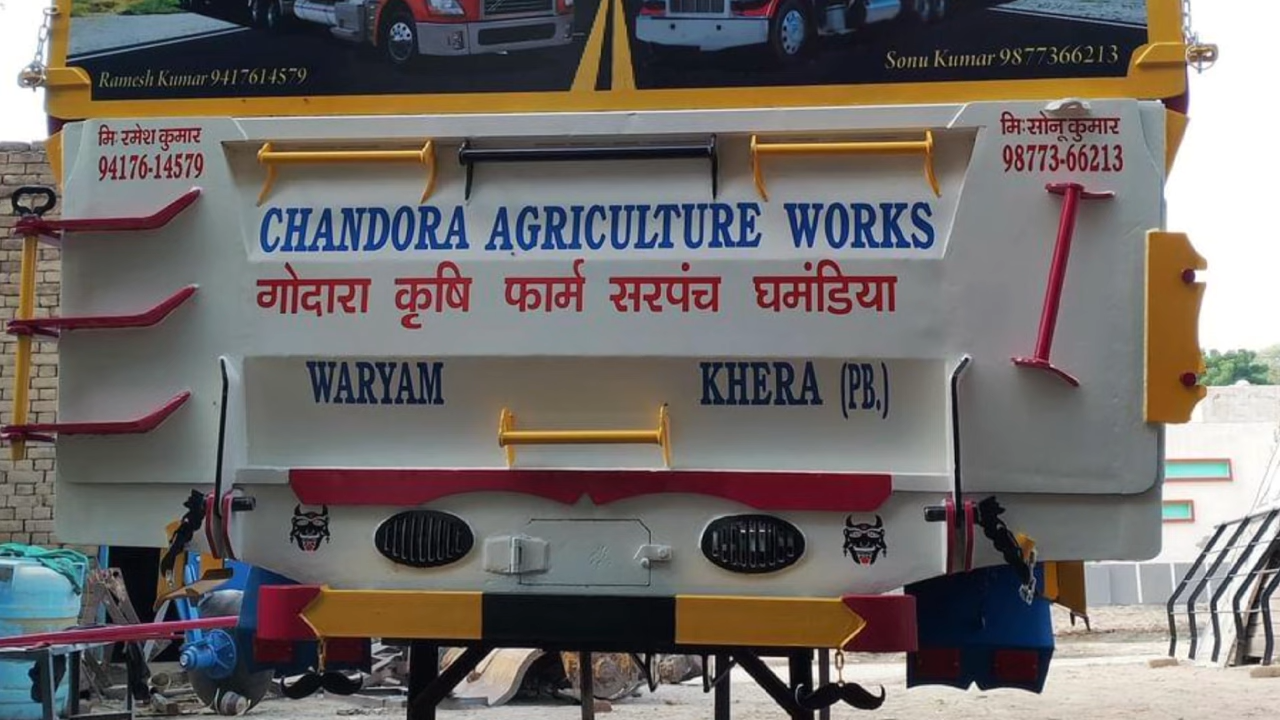 Ramesh Kumar 9417614579
Sonu Kumar 9877366213
मिः रमेश कुमार
94176-14579
मिःसोनू कुमार
98773-66213
CHANDORA AGRICULTURE WORKS
गोदारा कृषि फार्म सरपंच घमंडिया
WARYAM KHERA (PB.)